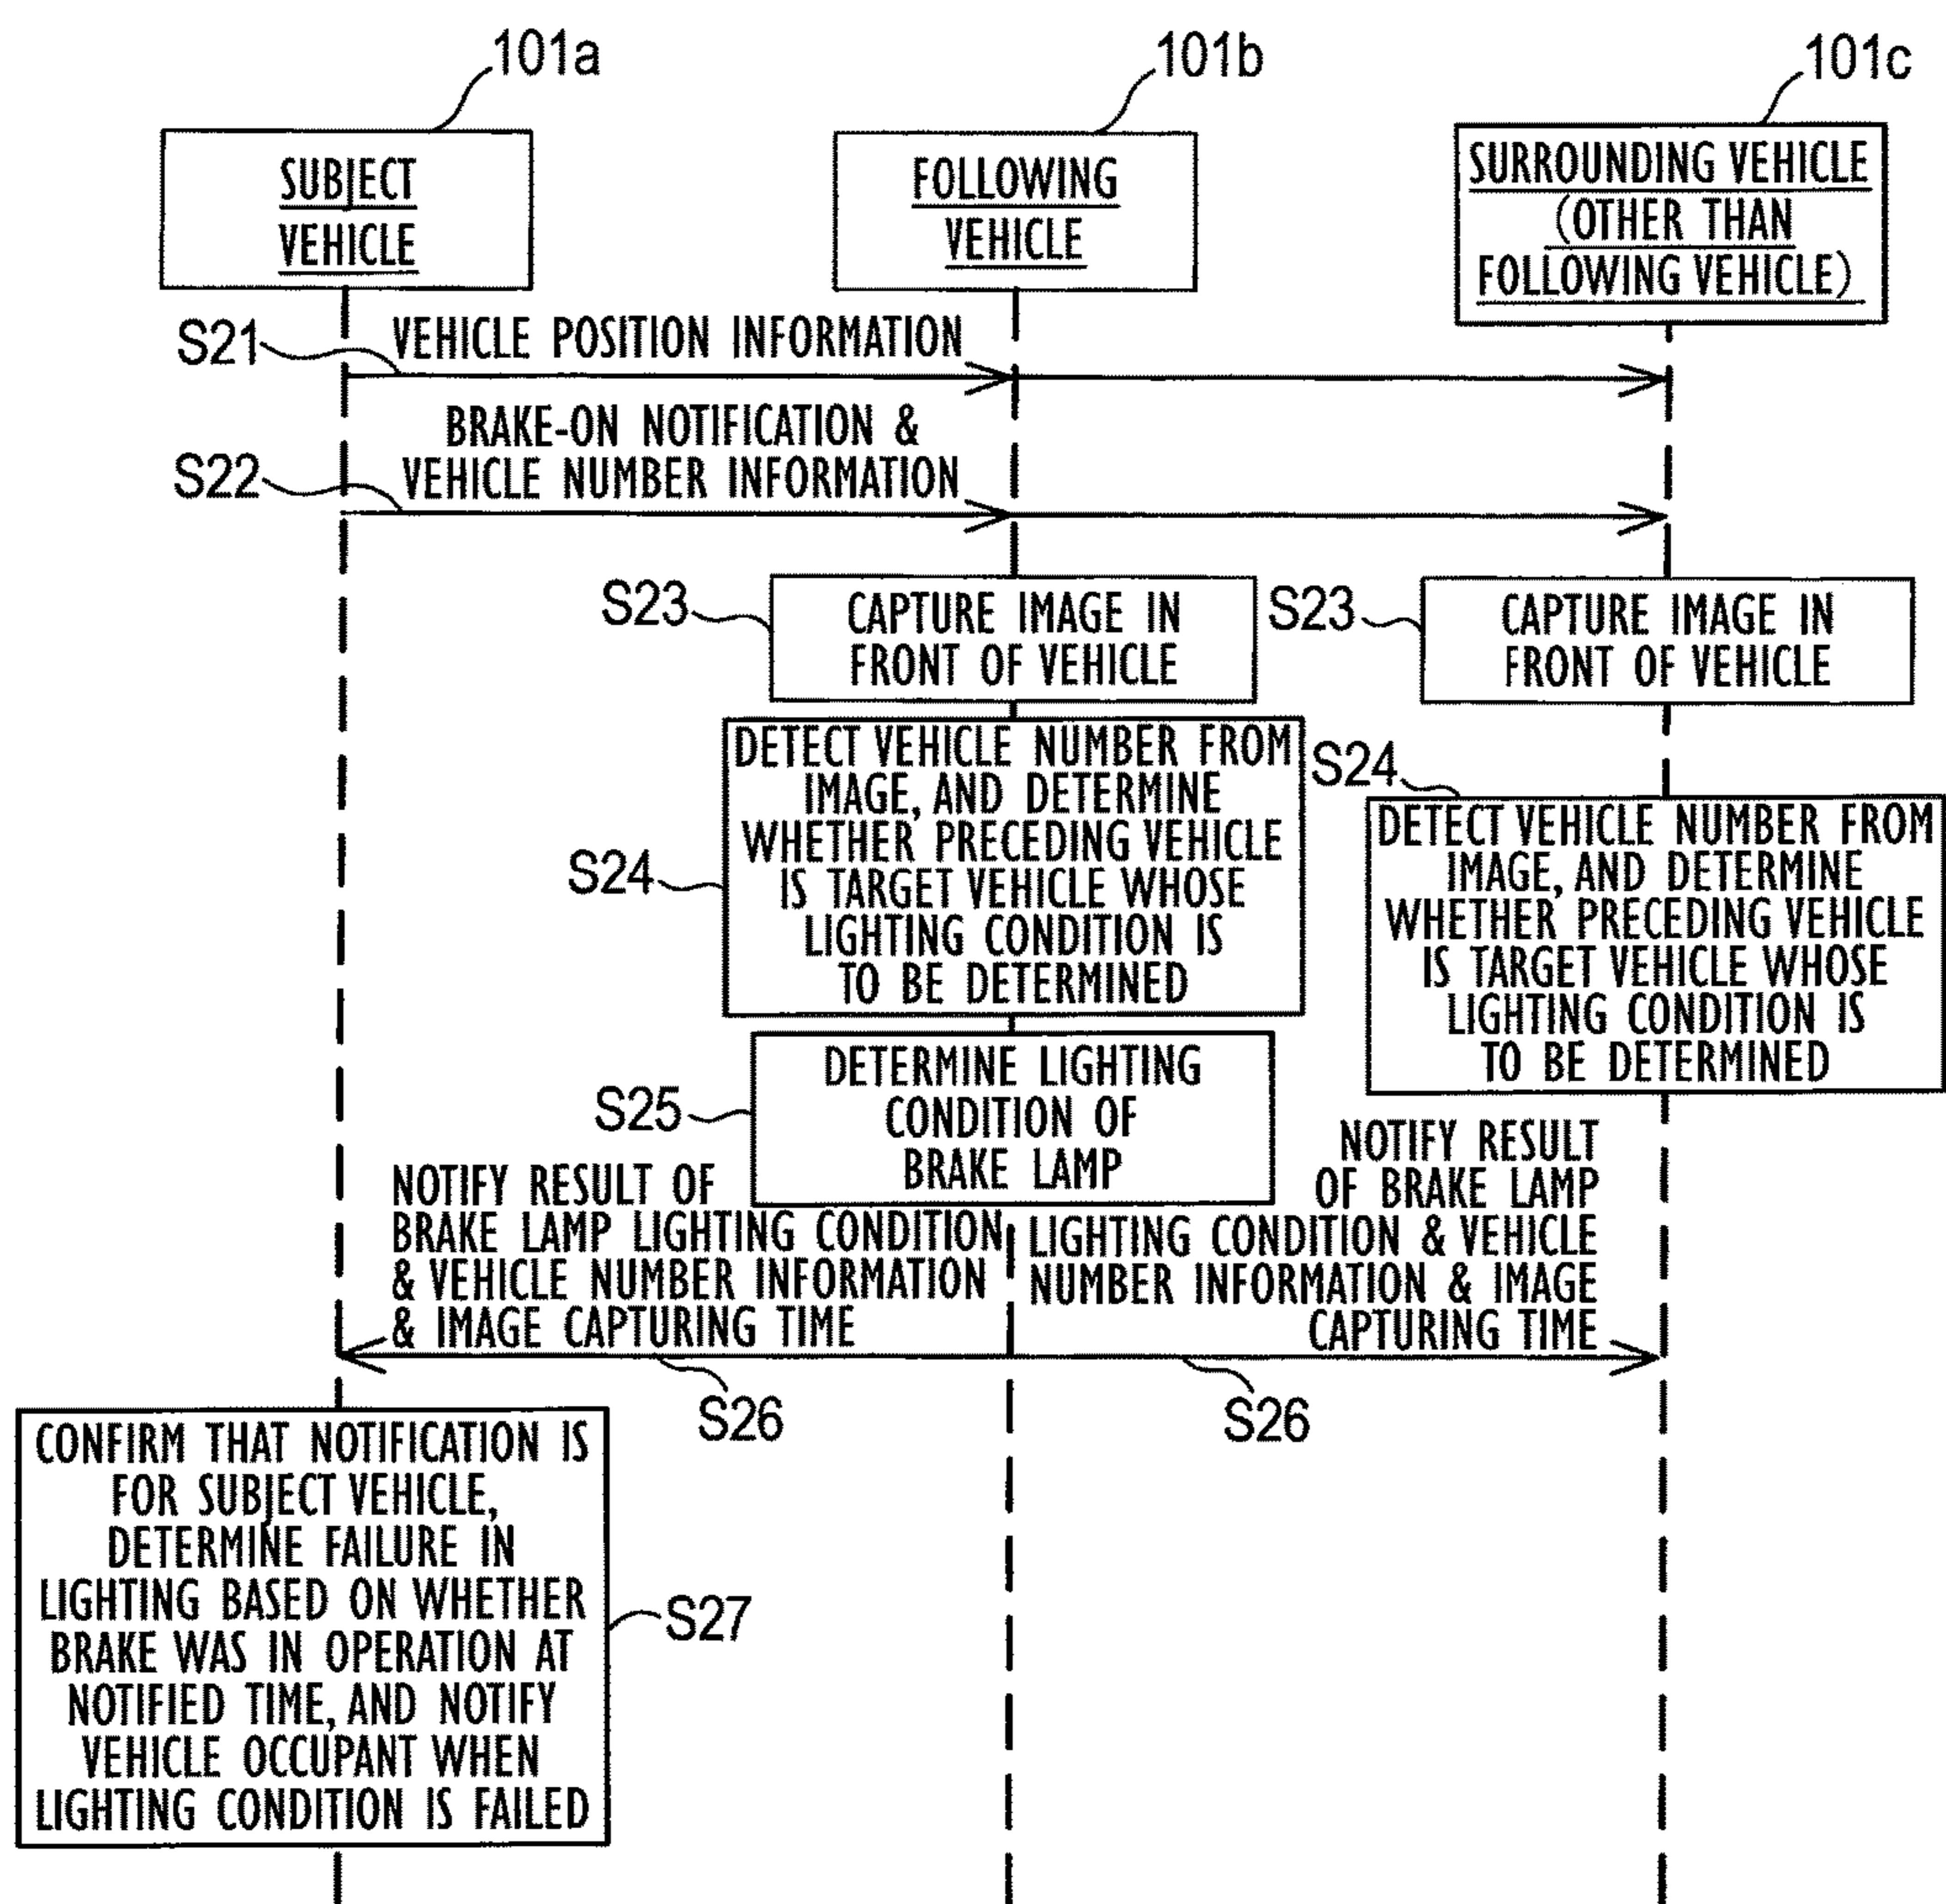 101a
101b
101c
SUBJECT
VEHICLE
FOLLOWING
VEHICLE
SURROUNDING VEHICLE
(OTHER THAN
FOLLOWING VEHICLE)
S21
VEHICLE POSITION INFORMATION
BRAKE-ON NOTIFICATION &
VEHICLE NUMBER INFORMATION
S22
S23
CAPTURE IMAGE IN
FRONT OF VEHICLE
S23
CAPTURE IMAGE IN
FRONT OF VEHICLE
S24
DETECT VEHICLE NUMBER FROM
IMAGE, AND DETERMINE
WHETHER PRECEDING VEHICLE
IS TARGET VEHICLE WHOSE
LIGHTING CONDITION IS
TO BE DETERMINED
S24
DETECT VEHICLE NUMBER FROM
IMAGE, AND DETERMINE
WHETHER PRECEDING VEHICLE
IS TARGET VEHICLE WHOSE
LIGHTING CONDITION IS
TO BE DETERMINED
S25
DETERMINE LIGHTING
CONDITION OF
BRAKE LAMP
NOTIFY RESULT OF
BRAKE LAMP LIGHTING CONDITION
& VEHICLE NUMBER INFORMATION
& IMAGE CAPTURING TIME
NOTIFY RESULT
OF BRAKE LAMP
LIGHTING CONDITION & VEHICLE
NUMBER INFORMATION & IMAGE
CAPTURING TIME
S26
S26
CONFIRM THAT NOTIFICATION IS
FOR SUBJECT VEHICLE,
DETERMINE FAILURE IN
LIGHTING BASED ON WHETHER
BRAKE WAS IN OPERATION AT
NOTIFIED TIME, AND NOTIFY
VEHICLE OCCUPANT WHEN
LIGHTING CONDITION IS FAILED
S27